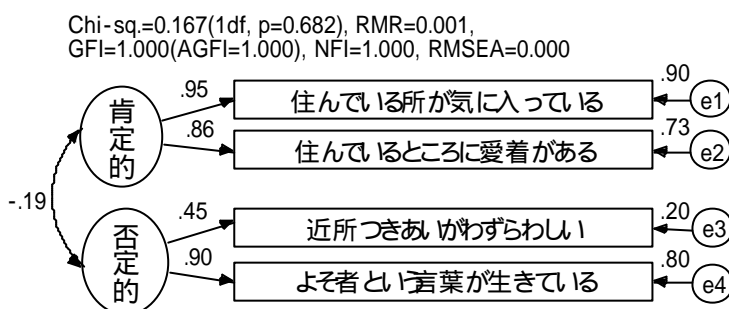 Chi-sq.=0.167(1df, p=0.682), RMR=0.001,
GFI=1.000(AGFI=1.000), NFI=1.000, RMSEA=0.000
肯定的
.95
住んでいる所が気に入っている
.90
e1
.86
住んでいるところに愛着がある
.73
e2
-.19
否定的
.45
近所つきあいがわずらわしい
.20
e3
.90
よそ者という言葉が生きている
.80
e4